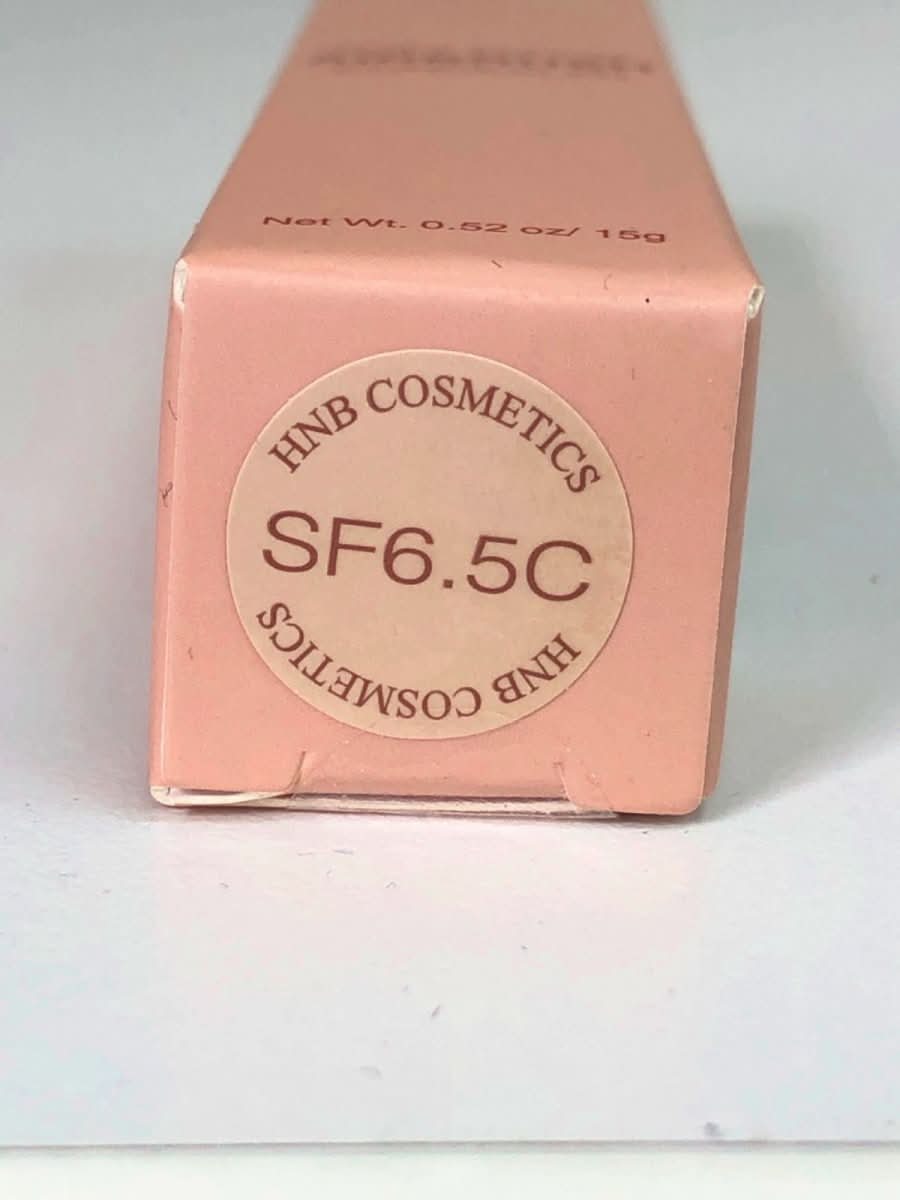 Net Wt. 0.52 oz/ 15g
HNB COSMETICS
SF6.5C
HNB COSMETICS